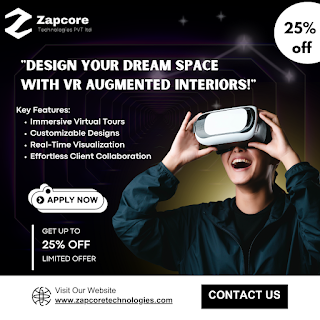 Zapcore
Technologies PVT ltd
25%
off
"DESIGN YOUR DREAM SPACE
WITH VR AUGMENTED INTERIORS!"
Key Features:
• Immersive Virtual Tours
• Customizable Designs
• Real-Time Visualization
• Effortless Client Collaboration
APPLY NOW
GET UP TO
25% OFF
LIMITED OFFER
Visit Our Website
www.zapcoretechnologies.com
CONTACT US